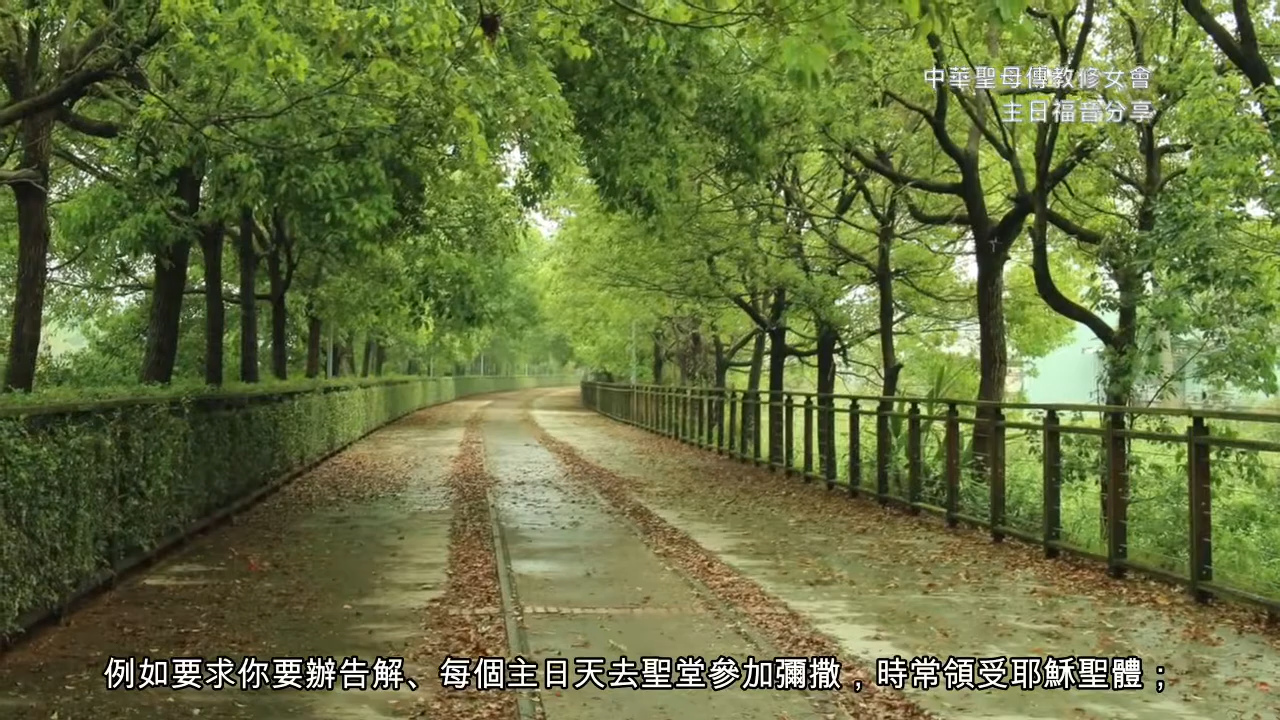 中華聖母傳教修女會
主日福音分享
例如要求你要辦告解、每個主日天去聖堂參加彌撒，時常領受耶穌聖體；